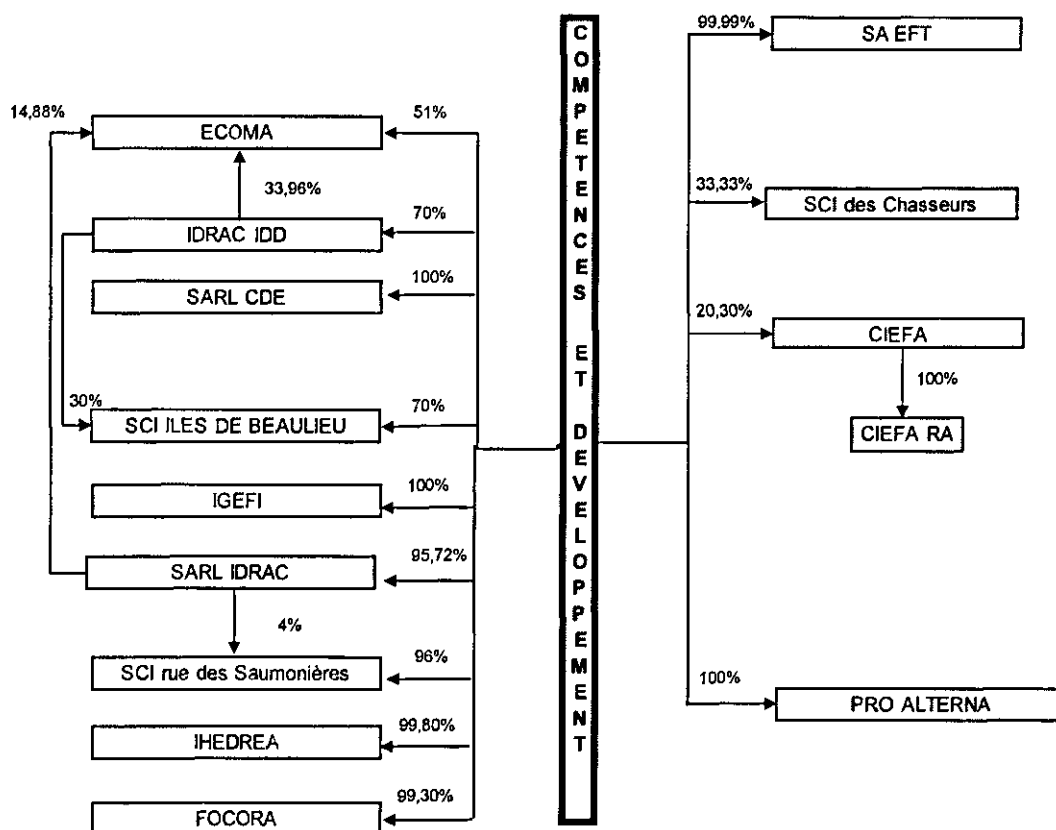 14,88%
ECOMA
51%
33,96%
IDRAC IDD
70%
SARL CDE
100%
30%
SCI ILES DE BEAULIEU
70%
IGEFI
100%
SARL IDRAC
95,72%
4%
SCI rue des Saumonières
96%
IHEDREA
99,80%
FOCORA
99,30%
COMPETENCES ET DEVELOPPEMENT
99,99%
SA EFT
33,33%
SCI des Chasseurs
20,30%
CIEFA
100%
CIEFA RA
100%
PRO ALTERNA